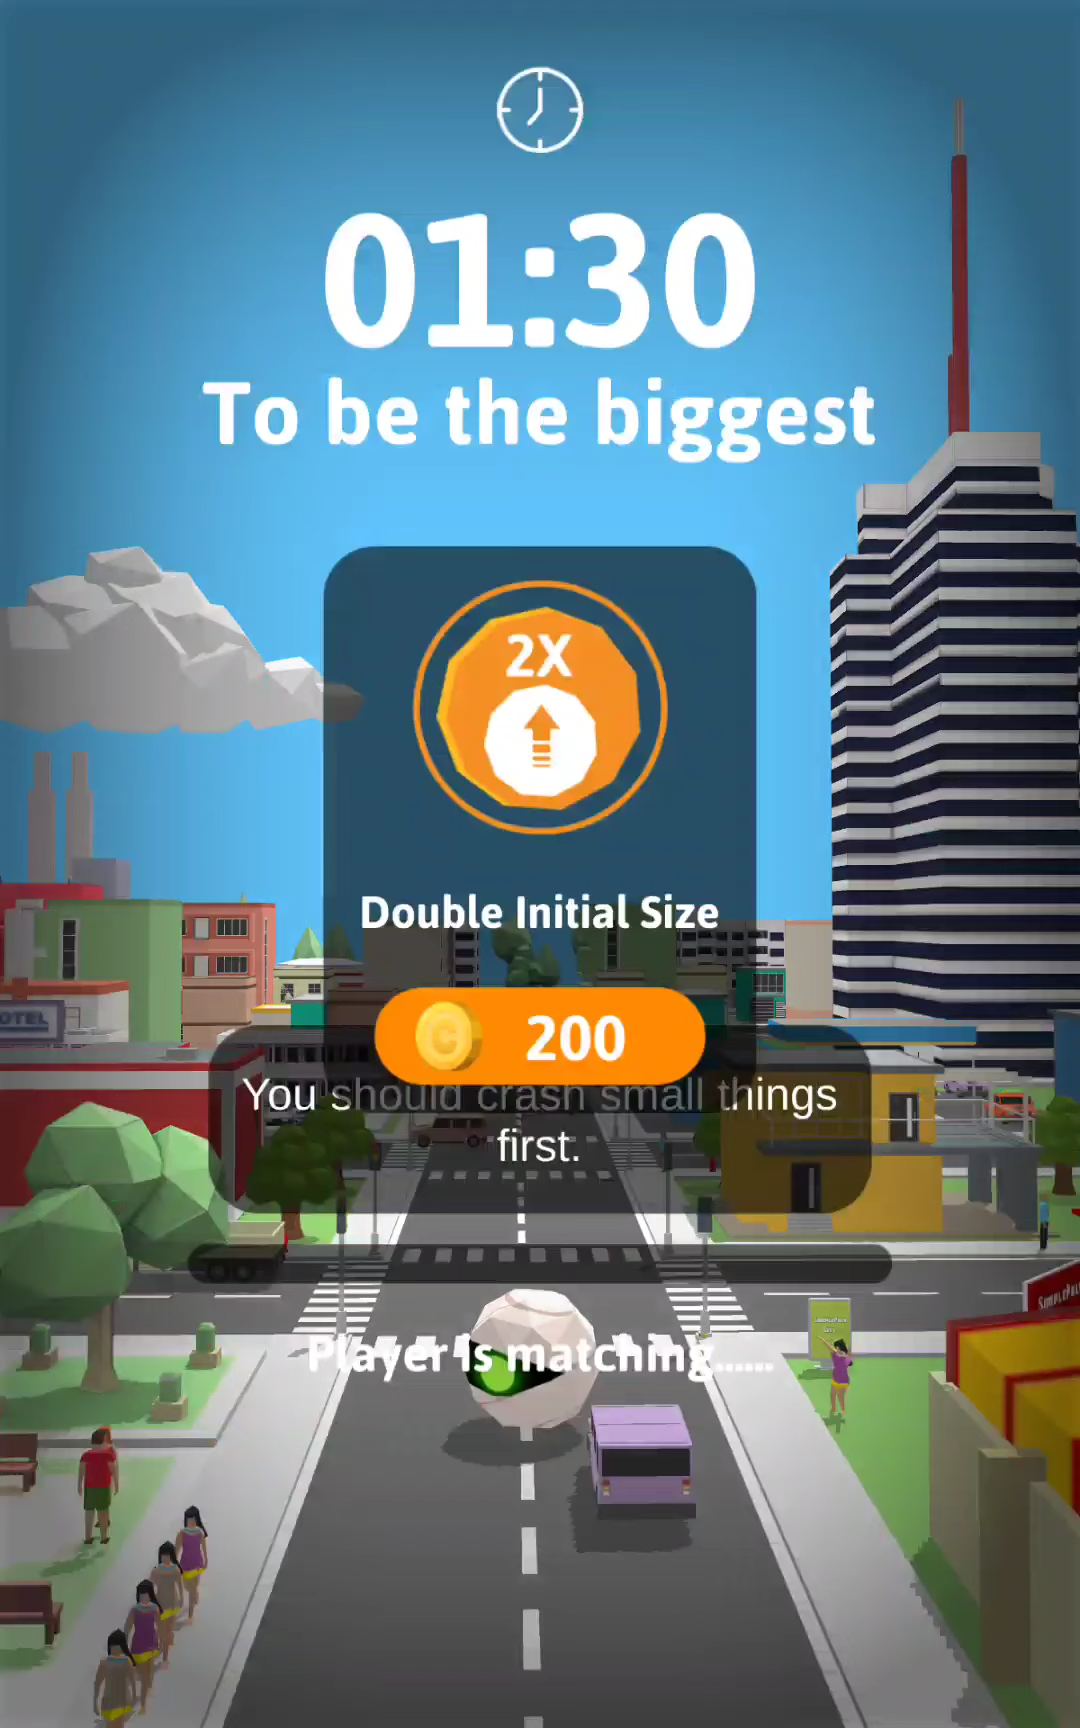 01:30
To be the biggest
2X
Double Initial Size
C 200
You should crash small things
first.
Player is matching......